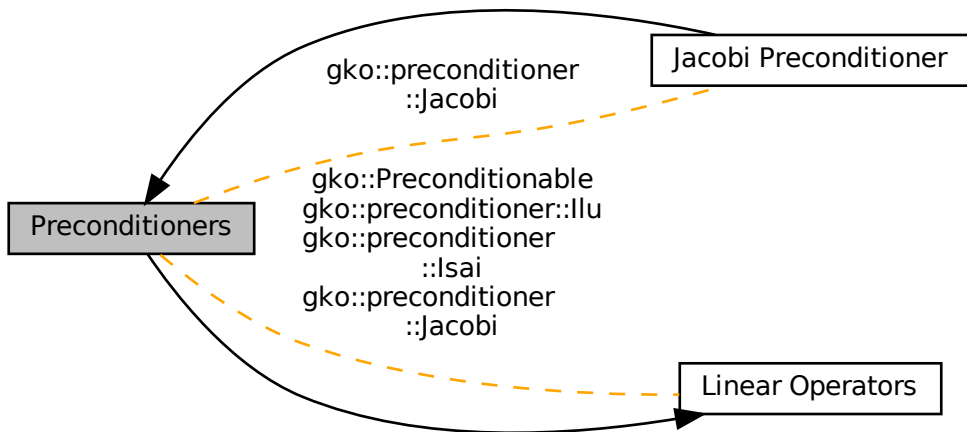 Jacobi Preconditioner
gko::preconditioner
::Jacobi
gko::Preconditionable
gko::preconditioner::Ilu
Preconditioners
gko::preconditioner
::Isai
gko::preconditioner
::Jacobi
Linear Operators